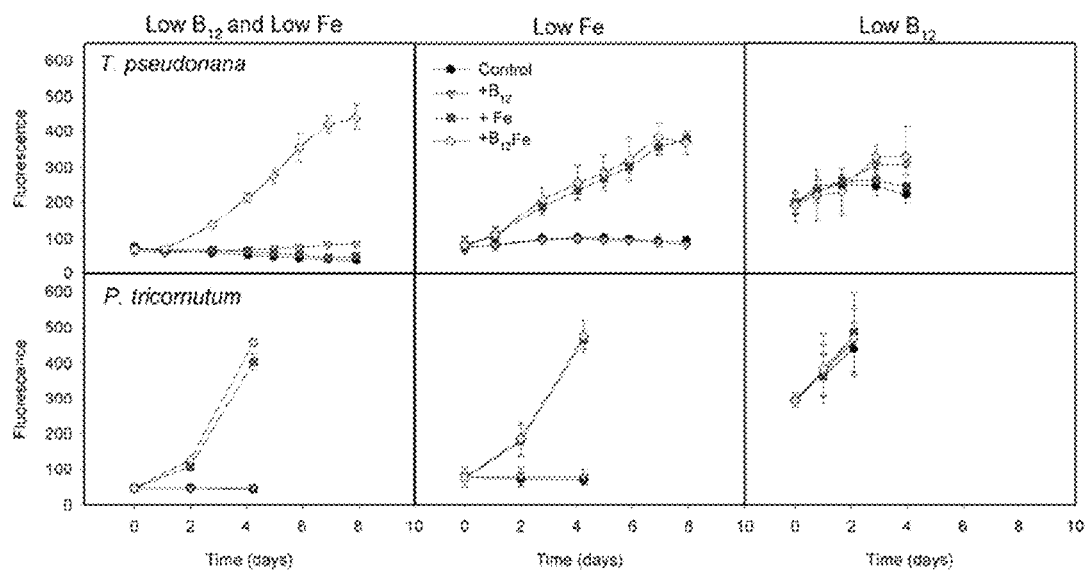 Low B12 and Low Fe
Low Fe
Low B12
T. pseudonana
Control
+B12
+ Fe
+B12Fe
Fluorescence
600
500
400
300
200
100
0
P. tricornutum
Fluorescence
600
500
400
300
200
100
0
0 2 4 6 8 10
0 2 4 6 8 10
0 2 4 6 8 10
Time (days)
Time (days)
Time (days)